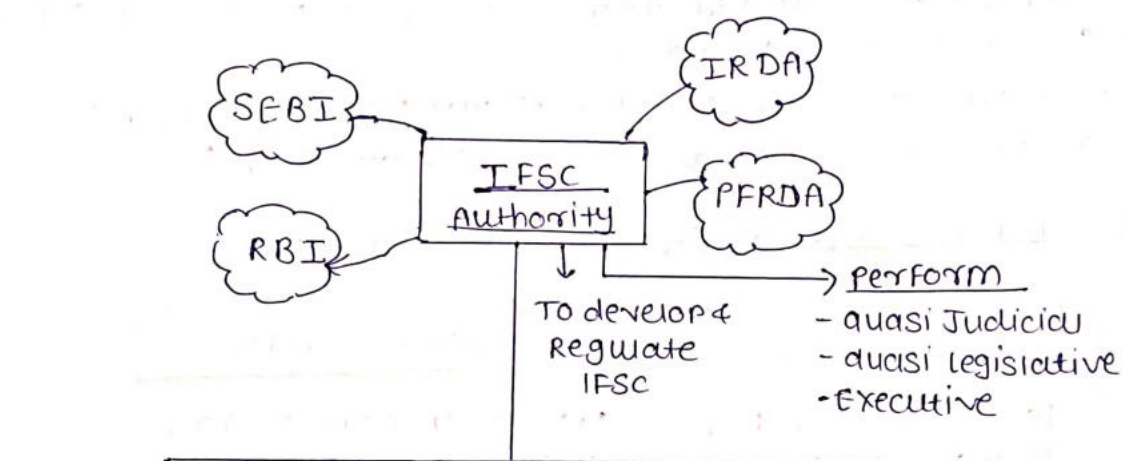 IRDA
SEBI
IFSC
Authority
PFRDA
RBI
Perform
To develop &
Regulate
IFSC
- quasi Judicial
- quasi legislative
- Executive